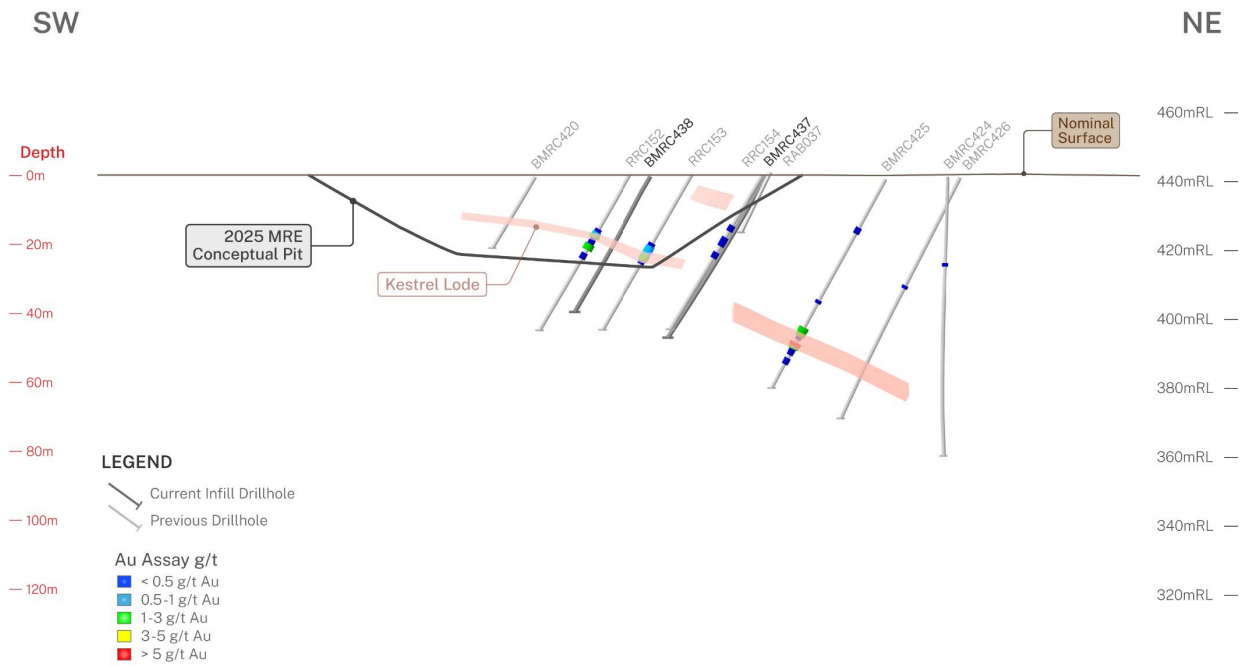 SW
NE
460mRL
Nominal
Surface
BMRC420
RRC152
BMRC438
RRC153
RRC154
BMRC437
RAB037
BMRC425
BMRC424
BMRC426
Depth
0m
440mRL
2025 MRE
Conceptual Pit
20m
420mRL
Kestrel Lode
40m
400mRL
60m
380mRL
80m
360mRL
LEGEND
Current Infill Drillhole
Previous Drillhole
100m
340mRL
Au Assay g/t
< 0.5 g/t Au
120m
320mRL
0.5-1 g/t Au
1-3 g/t Au
3-5 g/t Au
> 5 g/t Au